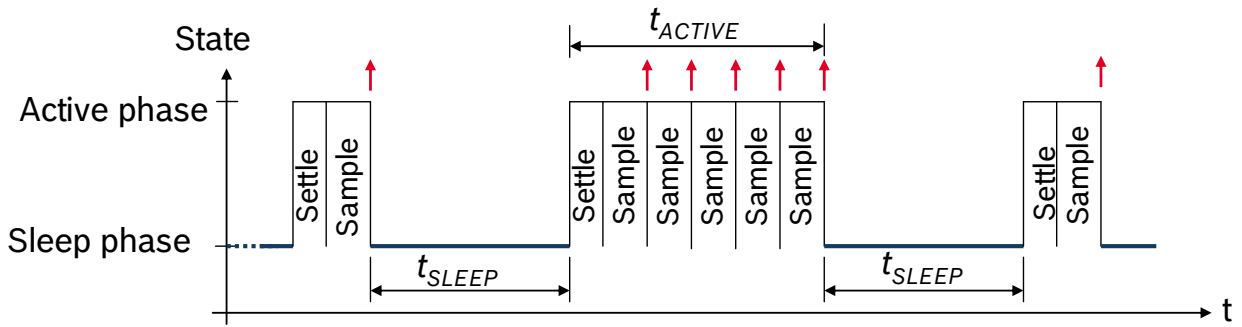 t_ACTIVE
State
Active phase
Settle
Sample
Settle
Sample
Sample
Sample
Sample
Sample
Settle
Sample
Sleep phase
t_SLEEP
t_SLEEP
t